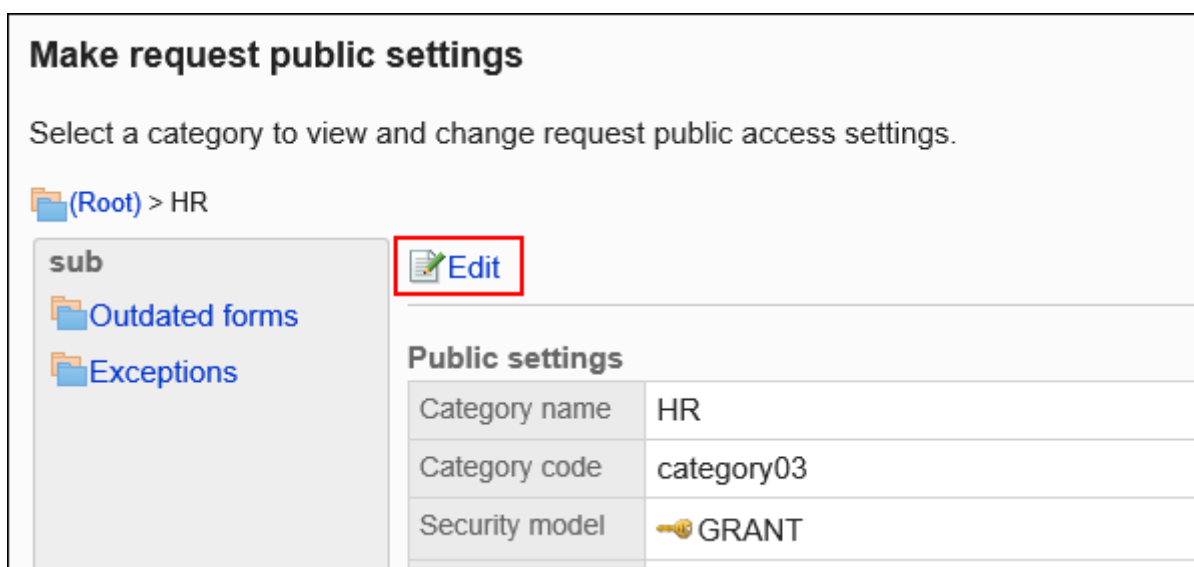 Make request public settings
Select a category to view and change request public access settings.
(Root) > HR
sub
Outdated forms
Exceptions
Edit
Public settings
Category name HR
Category code category03
Security model GRANT